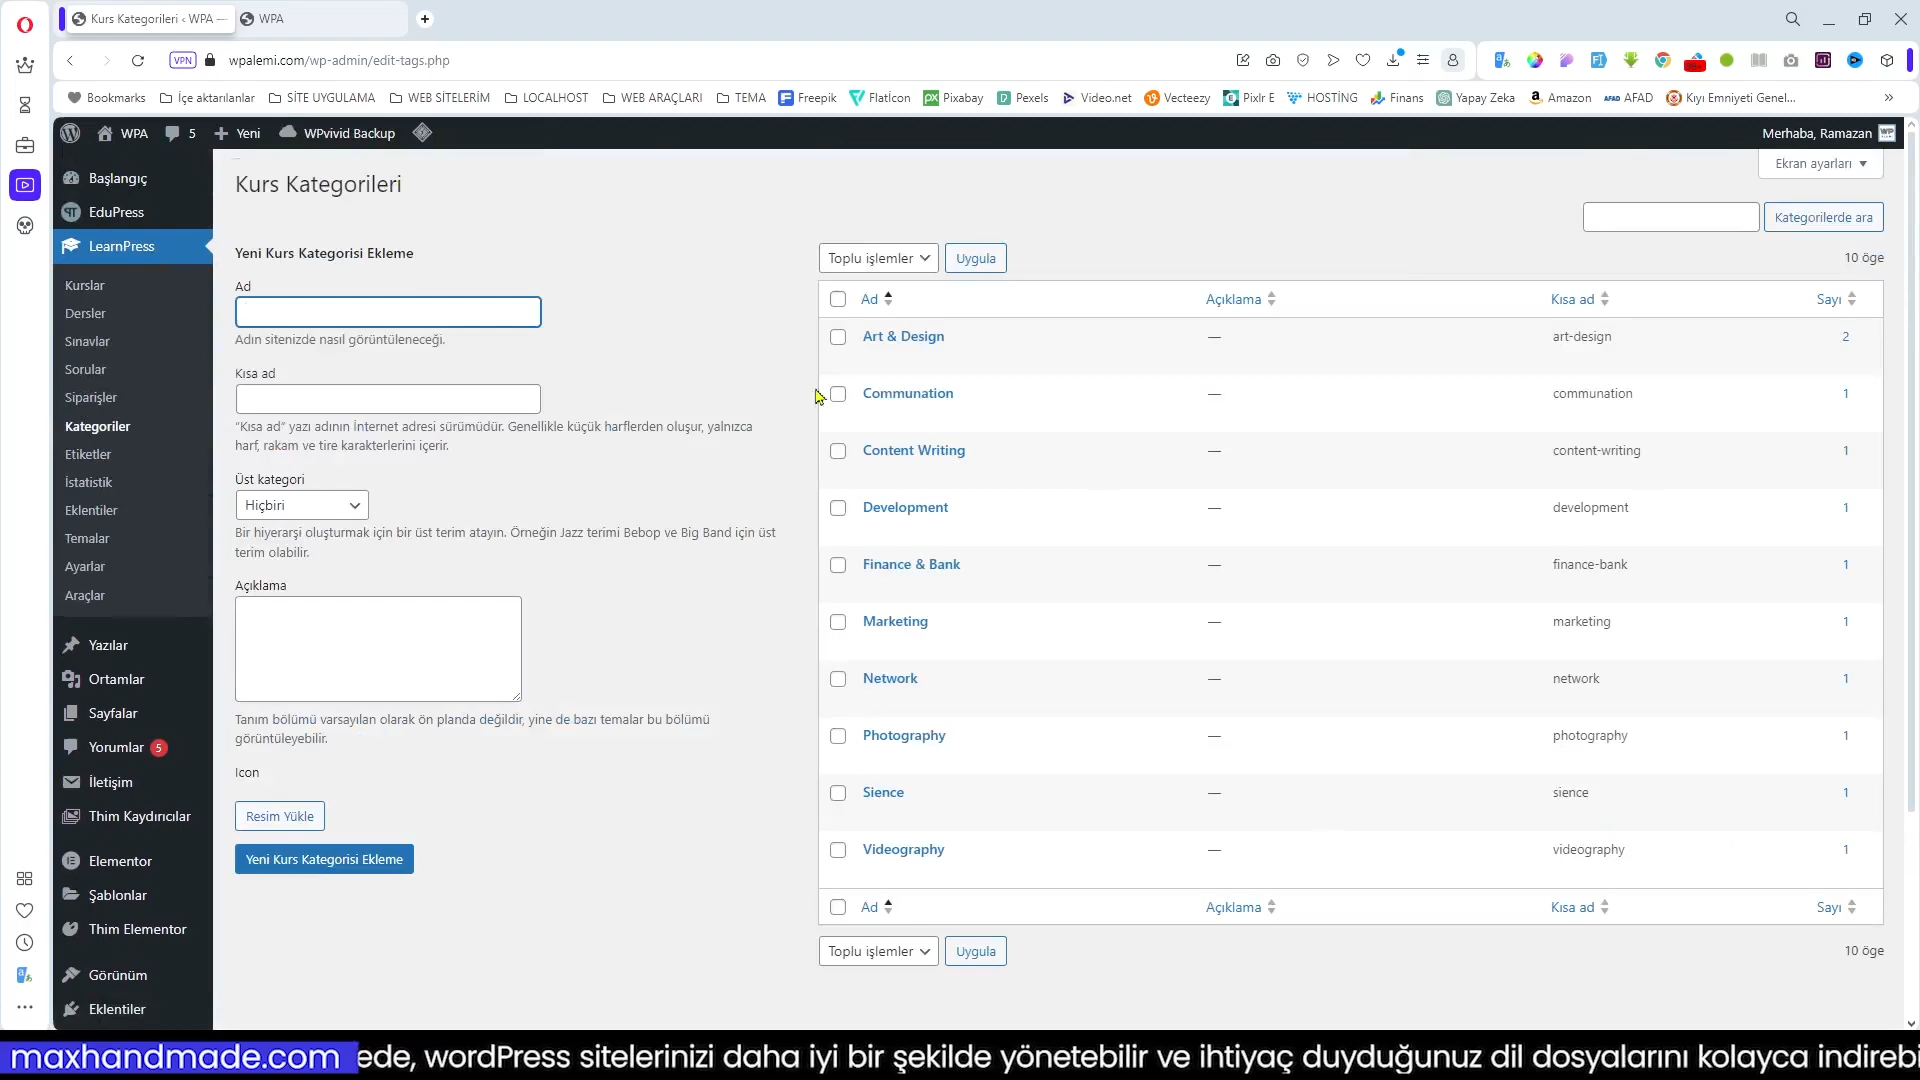 Kurs Kategorileri ‹ WPA —
WPA
VPN
wpalemi.com/wp-admin/edit-tags.php
Bookmarks
İçe aktarılanlar
SİTE UYGULAMA
WEB SİTELERİM
LOCALHOST
WEB ARAÇLARI
TEMA
Freepik
Flatİcon
Pixabay
Pexels
Video.net
Vecteezy
Pixlr E
HOSTİNG
Finans
Yapay Zeka
Amazon
AFAD
Kıyı Emniyeti Genel...
WPA
5
Yeni
WPvivid Backup
Merhaba, Ramazan
Ekran ayarları
Başlangıç
EduPress
LearnPress
Kurslar
Dersler
Sınavlar
Sorular
Siparişler
Kategoriler
Etiketler
İstatistik
Eklentiler
Temalar
Ayarlar
Araçlar
Yazılar
Ortamlar
Sayfalar
Yorumlar 5
İletişim
Thim Kaydırıcılar
Elementor
Şablonlar
Thim Elementor
Görünüm
Eklentiler
Kurs Kategorileri
Kategorilerde ara
Yeni Kurs Kategorisi Ekleme
Ad
Adın sitenizde nasıl görüntüleneceği.
Kısa ad
“Kısa ad” yazı adının İnternet adresi sürümüdür. Genellikle küçük harflerden oluşur, yalnızca
harf, rakam ve tire karakterlerini içerir.
Üst kategori
Hiçbiri
Bir hiyerarşi oluşturmak için bir üst terim atayın. Örneğin Jazz terimi Bebop ve Big Band için üst
terim olabilir.
Açıklama
Tanım bölümü varsayılan olarak ön planda değildir, yine de bazı temalar bu bölümü
görüntüleyebilir.
Icon
Resim Yükle
Yeni Kurs Kategorisi Ekleme
Toplu işlemler
Uygula
10 öge
Ad Açıklama Kısa ad Sayı
Art & Design — art-design 2
Communation — communation 1
Content Writing — content-writing 1
Development — development 1
Finance & Bank — finance-bank 1
Marketing — marketing 1
Network — network 1
Photography — photography 1
Sience — sience 1
Videography — videography 1
Ad Açıklama Kısa ad Sayı
Toplu işlemler
Uygula
10 öge
maxhandmade.com ede, wordPress sitelerinizi daha iyi bir şekilde yönetebilir ve ihtiyaç duyduğunuz dil dosyalarını kolayca indirebi